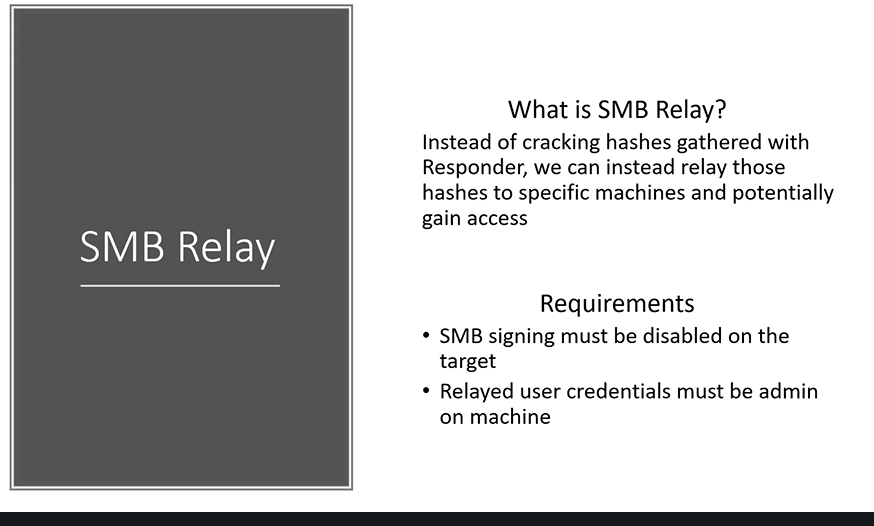 SMB Relay
What is SMB Relay?
Instead of cracking hashes gathered with
Responder, we can instead relay those
hashes to specific machines and potentially
gain access
Requirements
• SMB signing must be disabled on the
target
• Relayed user credentials must be admin
on machine